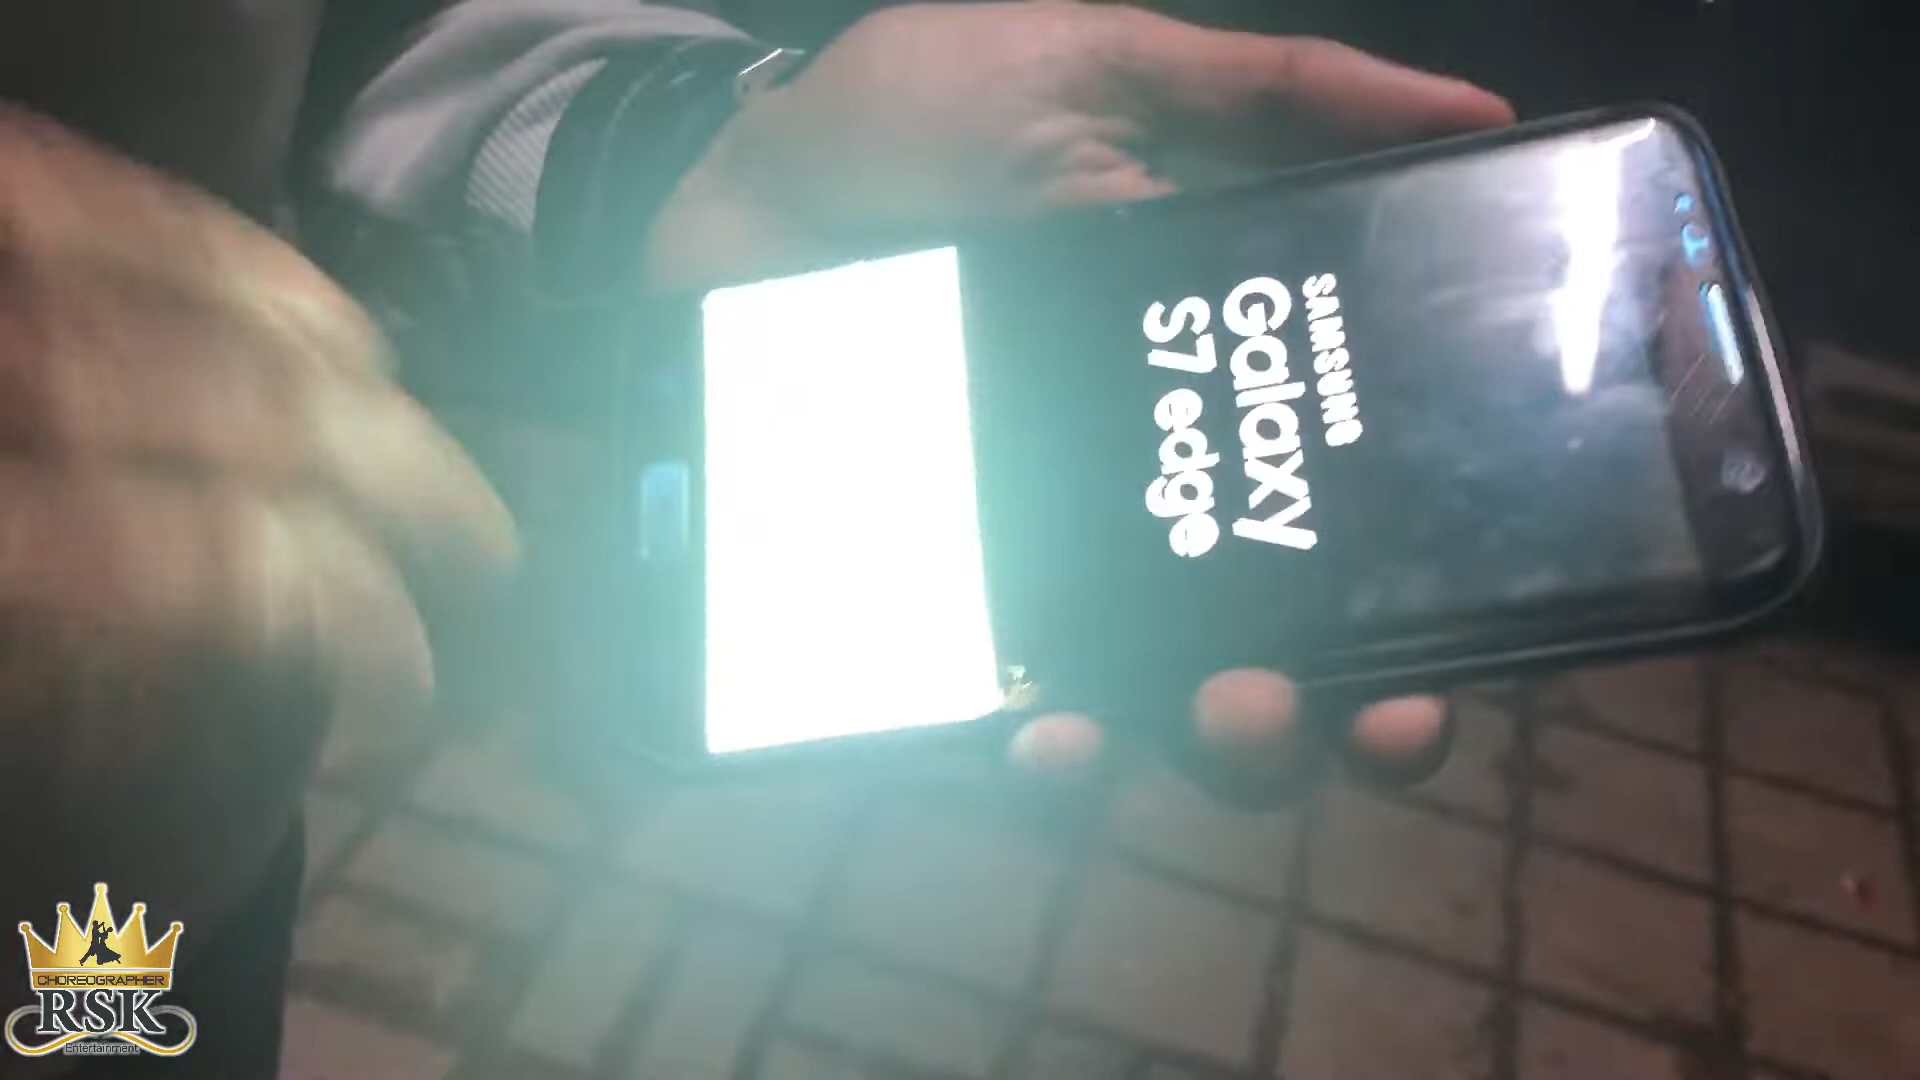 SAMSUNG
Galaxy
S7 edge
CHOREOGRAPHER
RSK
Entertainment